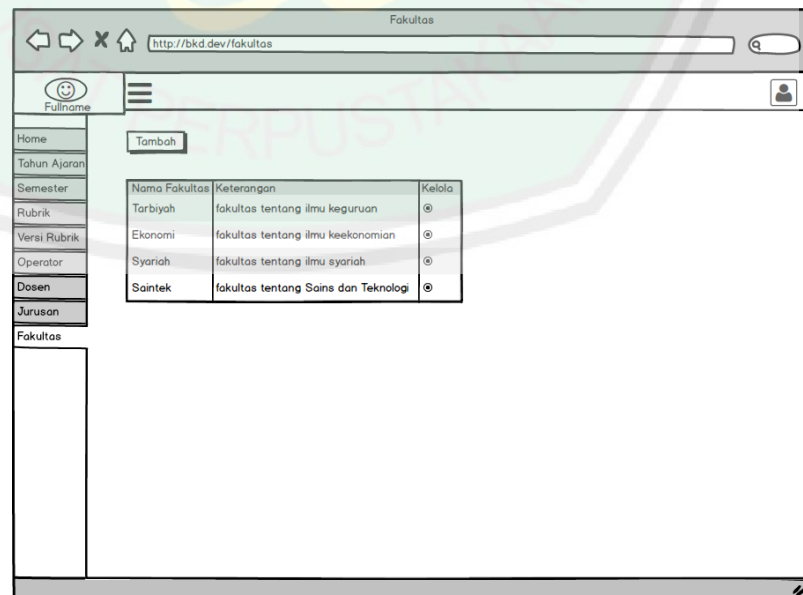 Fakultas
http://bkd.dev/fakultas
Fullname
Home
Tahun Ajaran
Semester
Rubrik
Versi Rubrik
Operator
Dosen
Jurusan
Fakultas
Tambah
Nama Fakultas Keterangan Kelola
Tarbiyah fakultas tentang ilmu keguruan
Ekonomi fakultas tentang ilmu keekonomian
Syariah fakultas tentang ilmu syariah
Saintek fakultas tentang Sains dan Teknologi
PERPUSTAKAAN